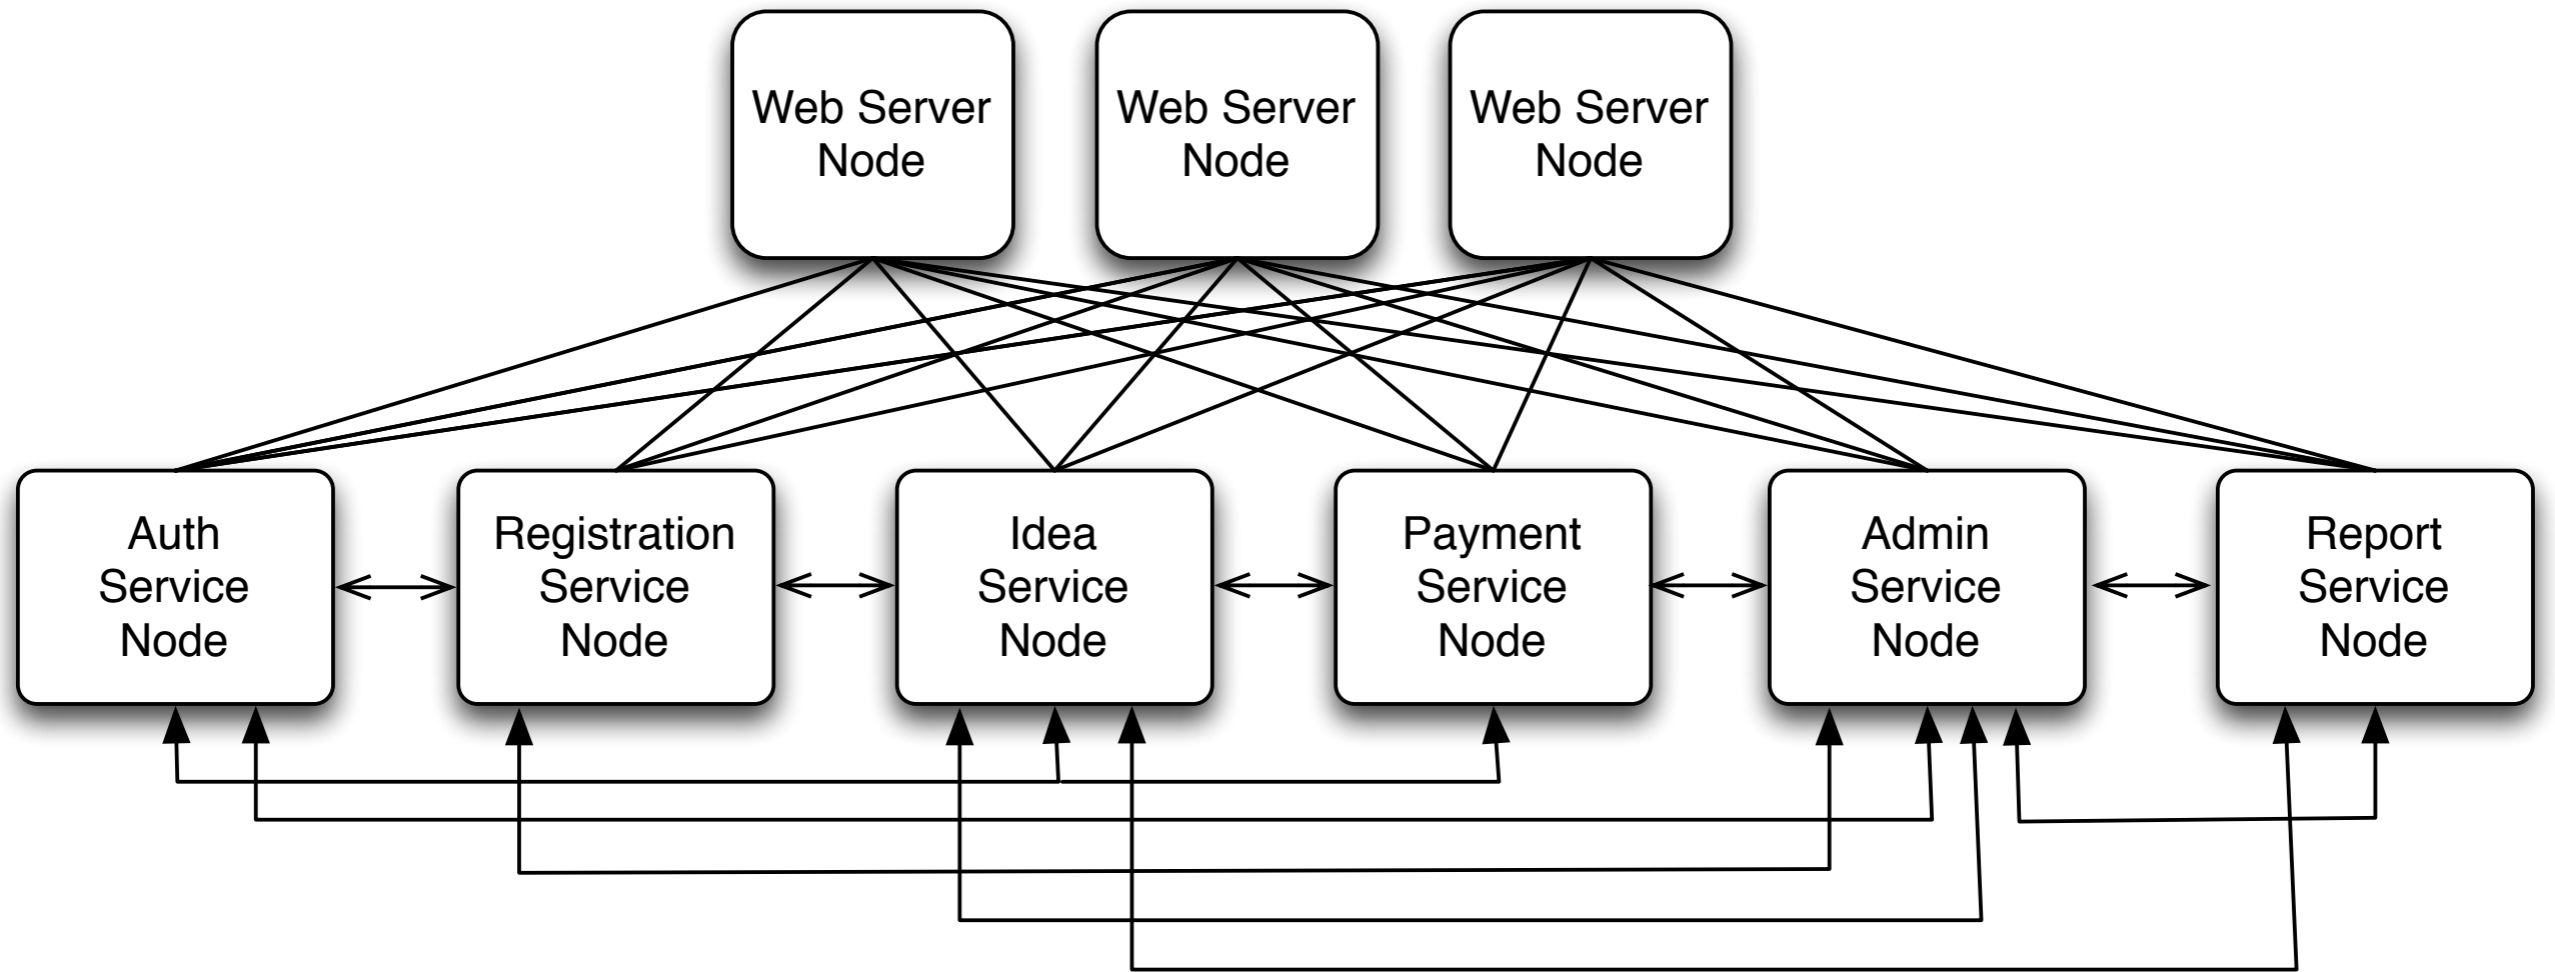 Web Server
Node
Web Server
Node
Web Server
Node
Auth
Service
Node
Registration
Service
Node
Idea
Service
Node
Payment
Service
Node
Admin
Service
Node
Report
Service
Node